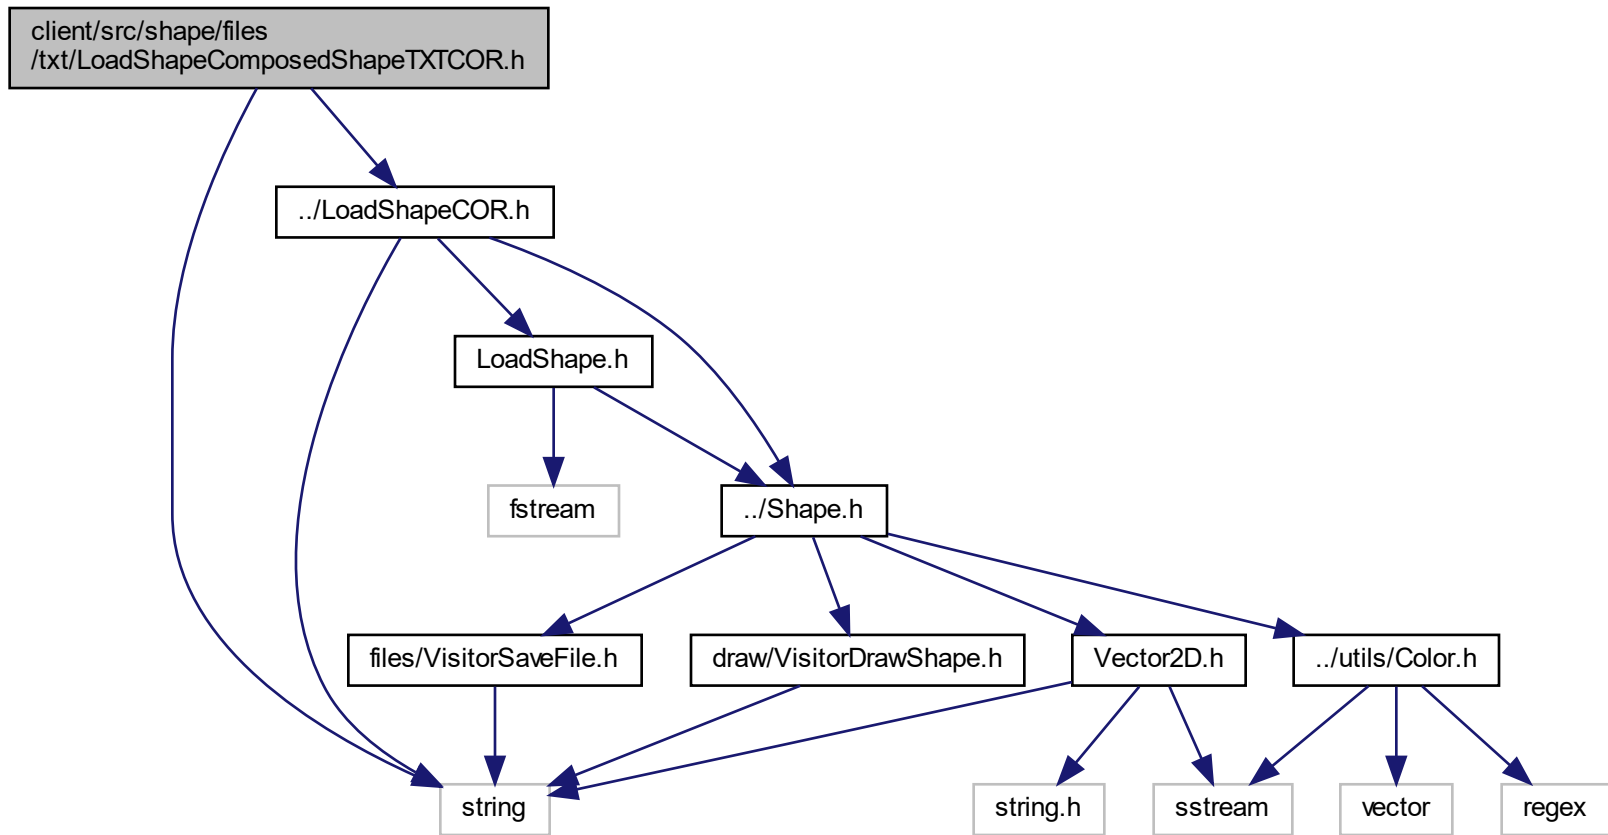 client/src/shape/files
/txt/LoadShapeComposedShapeTXTCOR.h
../LoadShapeCOR.h
LoadShape.h
fstream
../Shape.h
files/VisitorSaveFile.h
draw/VisitorDrawShape.h
Vector2D.h
../utils/Color.h
string
string.h
sstream
vector
regex